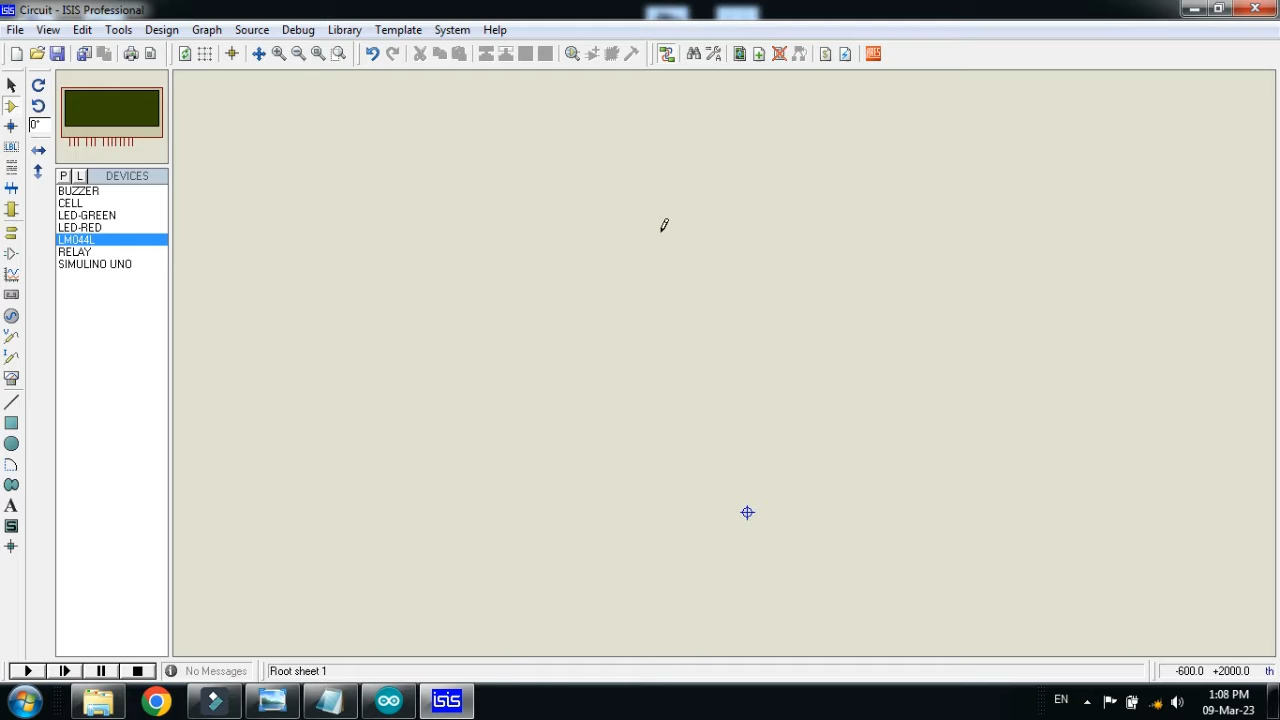 Circuit - ISIS Professional
File View Edit Tools Design Graph Source Debug Library Template System Help
0°
P L DEVICES
BUZZER
CELL
LED-GREEN
LED-RED
LM044L
RELAY
SIMULINO UNO
LBL
A
S
No Messages
Root sheet 1
-600.0 +2000.0 th
isis
EN
1:08 PM
09-Mar-23